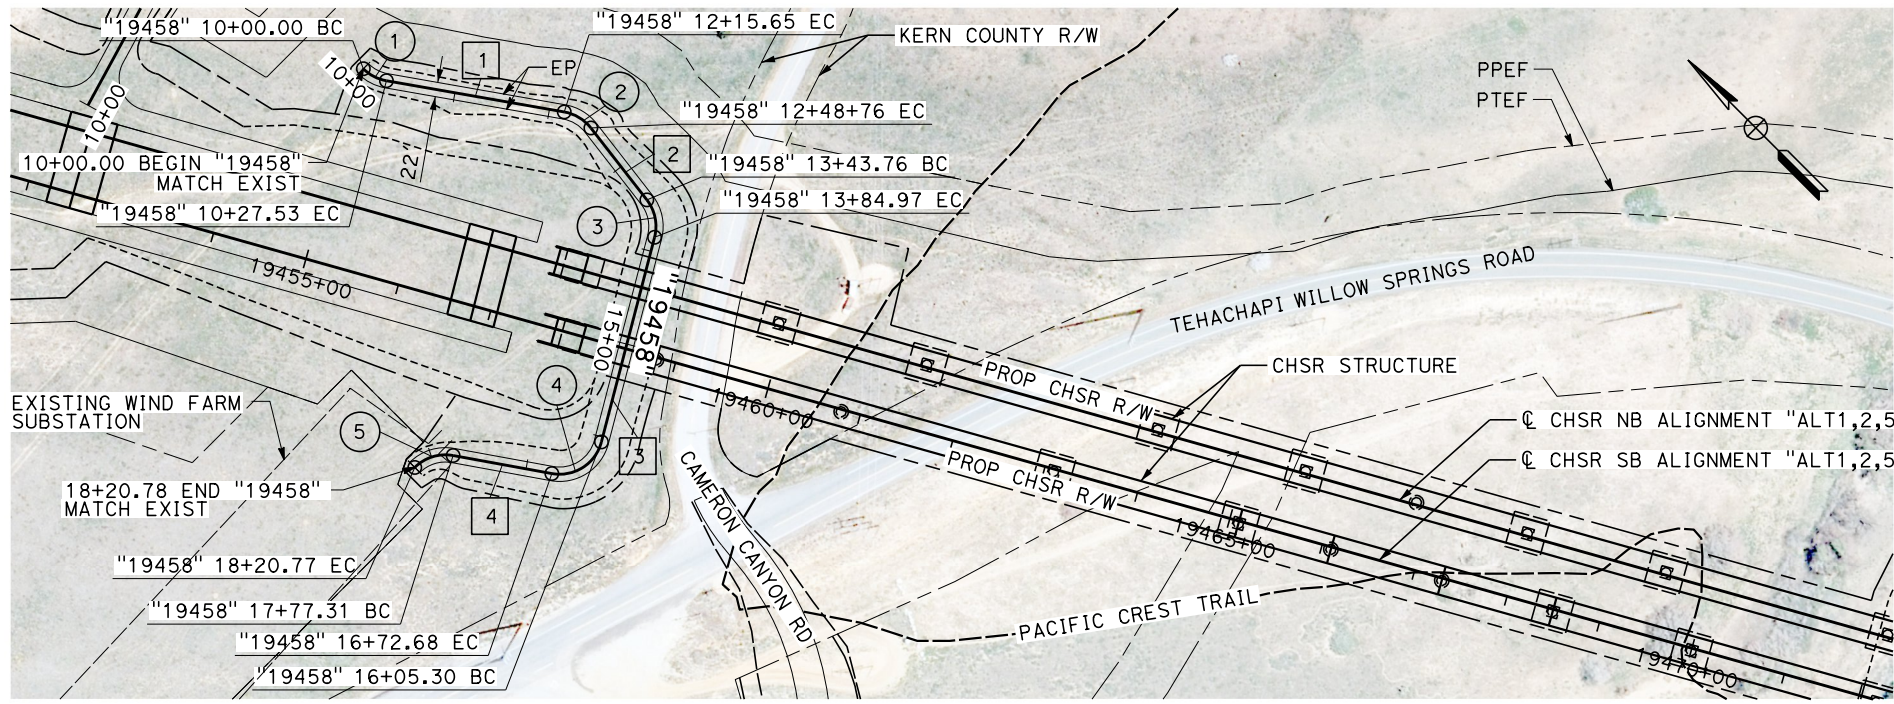 "19458" 10+00.00 BC
1
1
"19458" 12+15.65 EC
KERN COUNTY R/W
EP
10+00
2
PPEF
PTEF
"19458" 12+48+76 EC
10+00
10+00.00 BEGIN "19458"
MATCH EXIST
22'
2
"19458" 13+43.76 BC
"19458" 13+84.97 EC
"19458" 10+27.53 EC
3
19455+00
"19458"
15+00
TEHACHAPI WILLOW SPRINGS ROAD
PROP CHSR R/W
CHSR STRUCTURE
4
19460+00
EXISTING WIND FARM
SUBSTATION
5
3
℄ CHSR NB ALIGNMENT "ALT1,2,5
℄ CHSR SB ALIGNMENT "ALT1,2,5
PROP CHSR R/W
18+20.78 END "19458"
MATCH EXIST
4
CAMERON CANYON RD
19465+00
"19458" 18+20.77 EC
"19458" 17+77.31 BC
PACIFIC CREST TRAIL
"19458" 16+72.68 EC
"19458" 16+05.30 BC
19470+00